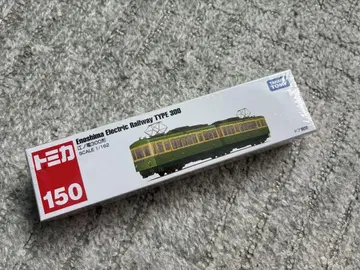 Enoshima Electric Railway TYPE 300
江ノ電300形
SCALE 1/152
TAKARA TOMY
トミカ
150